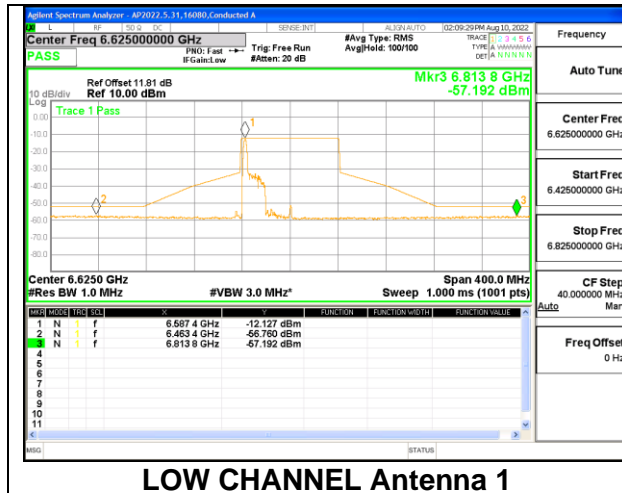 Agilent Spectrum Analyzer - AP2022.5.31,16080,Conducted A
L RF 50 Ω DC SENSE:INT ALIGN AUTO 02:09:29 PM Aug 10, 2022
Center Freq 6.625000000 GHz #Avg Type: RMS TRACE 1 2 3 4 5 6
PASS PNO: Fast Trig: Free Run Avg|Hold: 100/100 TYPE A WWWWW
IFGain:Low #Atten: 20 dB DET A N N N N N
Ref Offset 11.81 dB Mkr3 6.813 8 GHz
10 dB/div Ref 10.00 dBm -57.192 dBm
Log
Trace 1 Pass
0.00
-10.0
-20.0
-30.0
-40.0
-50.0
-60.0
-70.0
-80.0
1
2
3
Center 6.6250 GHz Span 400.0 MHz
#Res BW 1.0 MHz #VBW 3.0 MHz* Sweep 1.000 ms (1001 pts)
MKR MODE TRC SCL X Y FUNCTION FUNCTION WIDTH FUNCTION VALUE
1 N 1 f 6.587 4 GHz -12.127 dBm
2 N 1 f 6.463 4 GHz -56.760 dBm
3 N 1 f 6.813 8 GHz -57.192 dBm
4
5
6
7
8
9
10
11
MSG STATUS
Frequency
Auto Tune
Center Freq
6.625000000 GHz
Start Freq
6.425000000 GHz
Stop Freq
6.825000000 GHz
CF Step
40.000000 MHz
Auto Man
Freq Offset
0 Hz
LOW CHANNEL Antenna 1